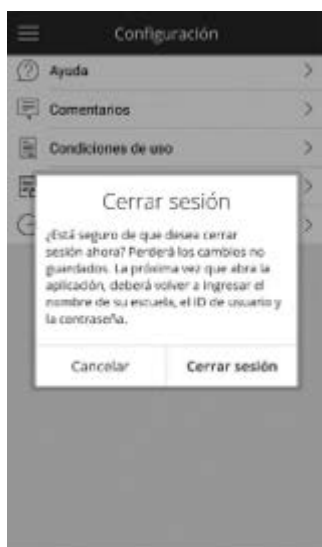 Configuración
Ayuda
Comentarios
Condiciones de uso
Cerrar sesión
¿Está seguro de que desea cerrar
sesión ahora? Perderá los cambios no
guardados. La próxima vez que abra la
aplicación, deberá volver a ingresar el
nombre de su escuela, el ID de usuario y
la contraseña.
Cancelar
Cerrar sesión